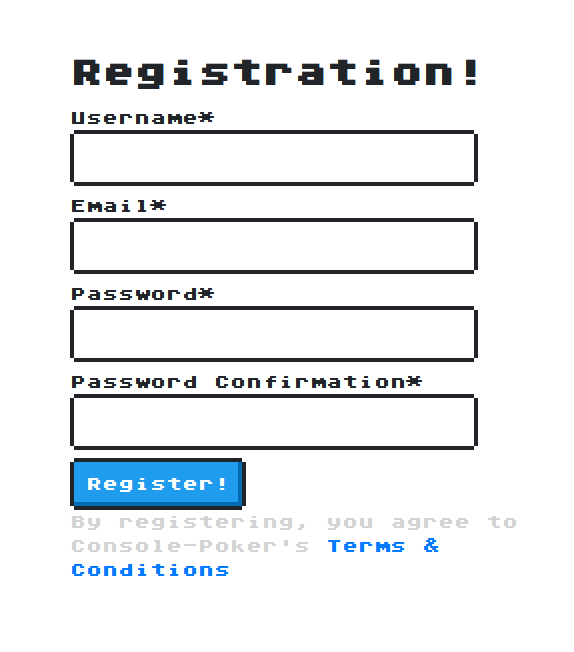 Registration!
Username*
Email*
Password*
Password Confirmation*
Register!
By registering, you agree to
Console-Poker's Terms &
Conditions